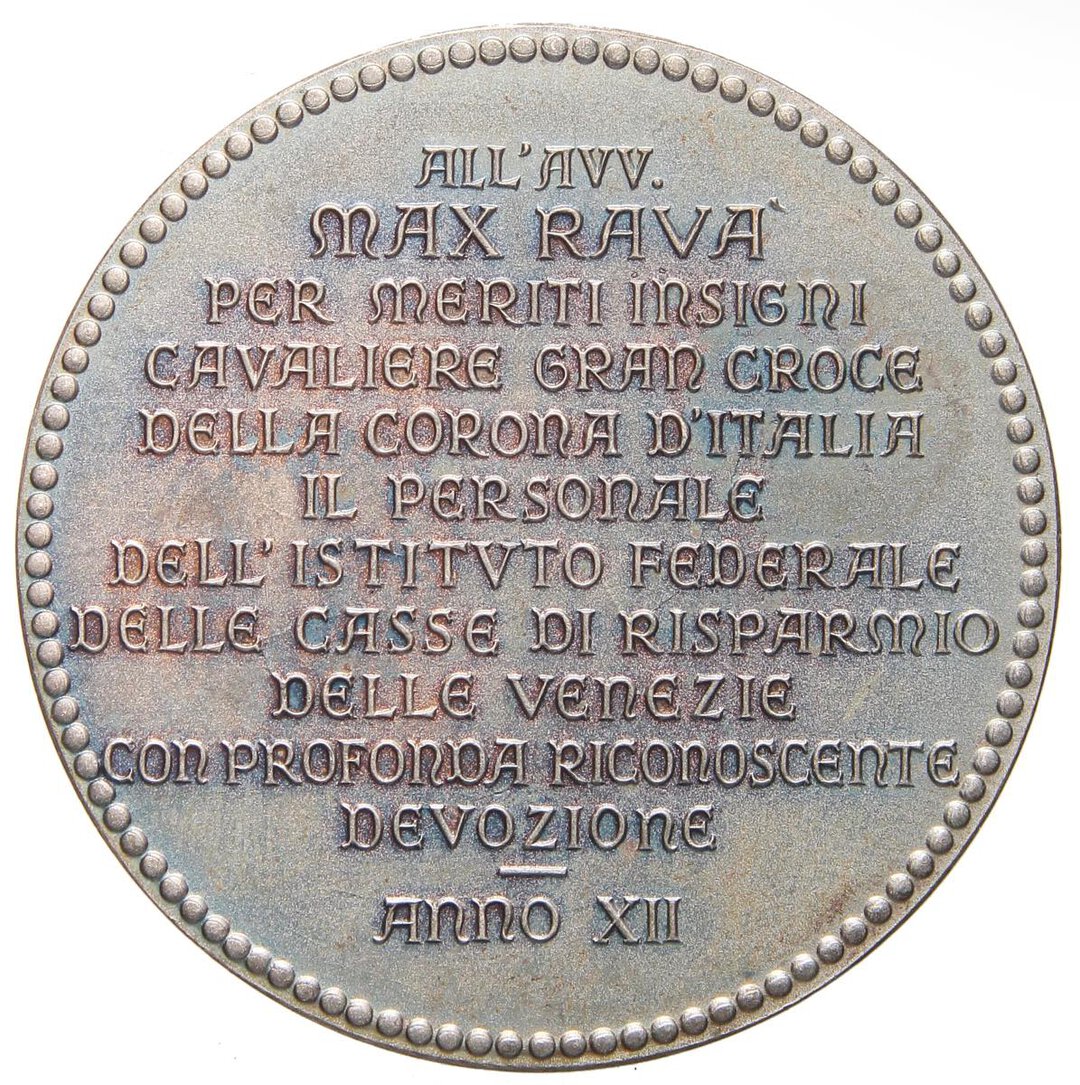 ALL'AVV.
MAX RAVA'
PER MERITI INSIGNI
CAVALIERE GRAN CROCE
DELLA CORONA D'ITALIA
IL PERSONALE
DELL'ISTITVTO FEDERALE
DELLE CASSE DI RISPARMIO
DELLE VENEZIE
CON PROFONDA RICONOSCENTE
DEVOZIONE
ANNO XII